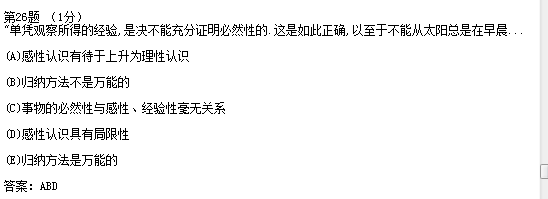 第26题 （1分）
“单凭观察所得的经验,是决不能充分证明必然性的.这是如此正确,以至于不能从太阳总是在早晨...
(A)感性认识有待于上升为理性认识
(B)归纳方法不是万能的
(C)事物的必然性与感性、经验性毫无关系
(D)感性认识具有局限性
(E)归纳方法是万能的
答案: ABD